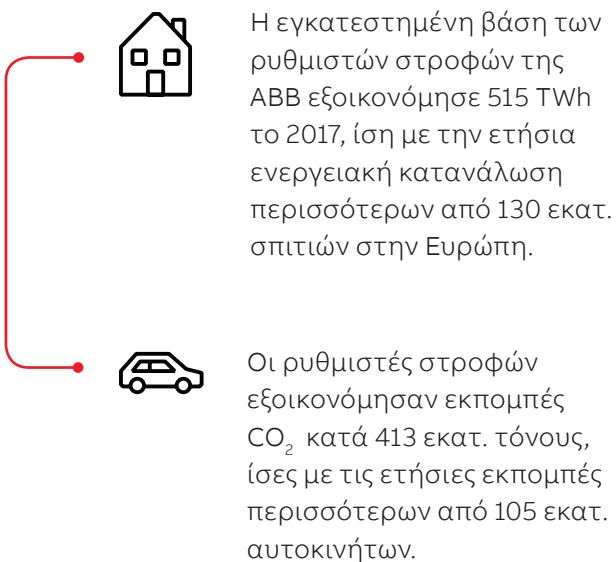 Η εγκατεστημένη βάση των
ρυθμιστών στροφών της
ABB εξοικονόμησε 515 TWh
το 2017, ίση με την ετήσια
ενεργειακή κατανάλωση
περισσότερων από 130 εκατ.
σπιτιών στην Ευρώπη.
Οι ρυθμιστές στροφών
εξοικονόμησαν εκπομπές
CO₂ κατά 413 εκατ. τόνους,
ίσες με τις ετήσιες εκπομπές
περισσότερων από 105 εκατ.
αυτοκινήτων.